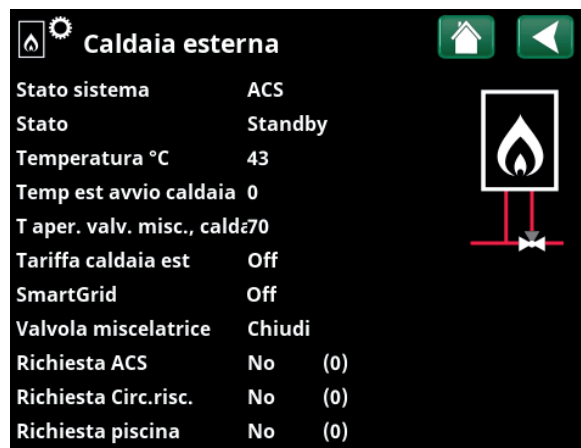 Caldaia esterna
Stato sistema ACS
Stato Standby
Temperatura °C 43
Temp est avvio caldaia 0
T aper. valv. misc., calda 70
Tariffa caldaia est Off
SmartGrid Off
Valvola miscelatrice Chiudi
Richiesta ACS No (0)
Richiesta Circ.risc. No (0)
Richiesta piscina No (0)